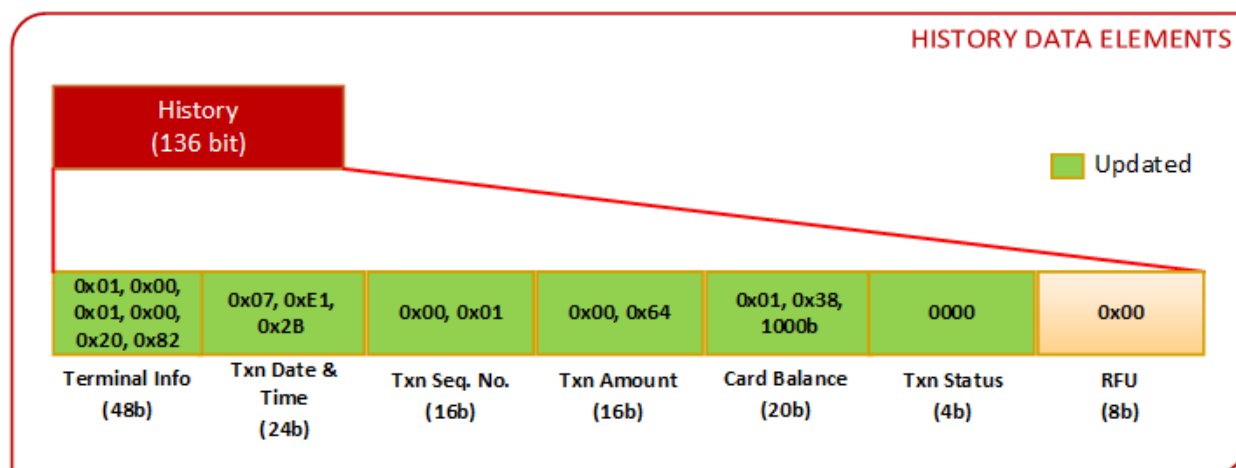 HISTORY DATA ELEMENTS
History
(136 bit)
Updated
0x01, 0x00,
0x01, 0x00,
0x20, 0x82
0x07, 0xE1,
0x2B
0x00, 0x01
0x00, 0x64
0x01, 0x38,
1000b
0000
0x00
Terminal Info
(48b)
Txn Date &
Time
(24b)
Txn Seq. No.
(16b)
Txn Amount
(16b)
Card Balance
(20b)
Txn Status
(4b)
RFU
(8b)